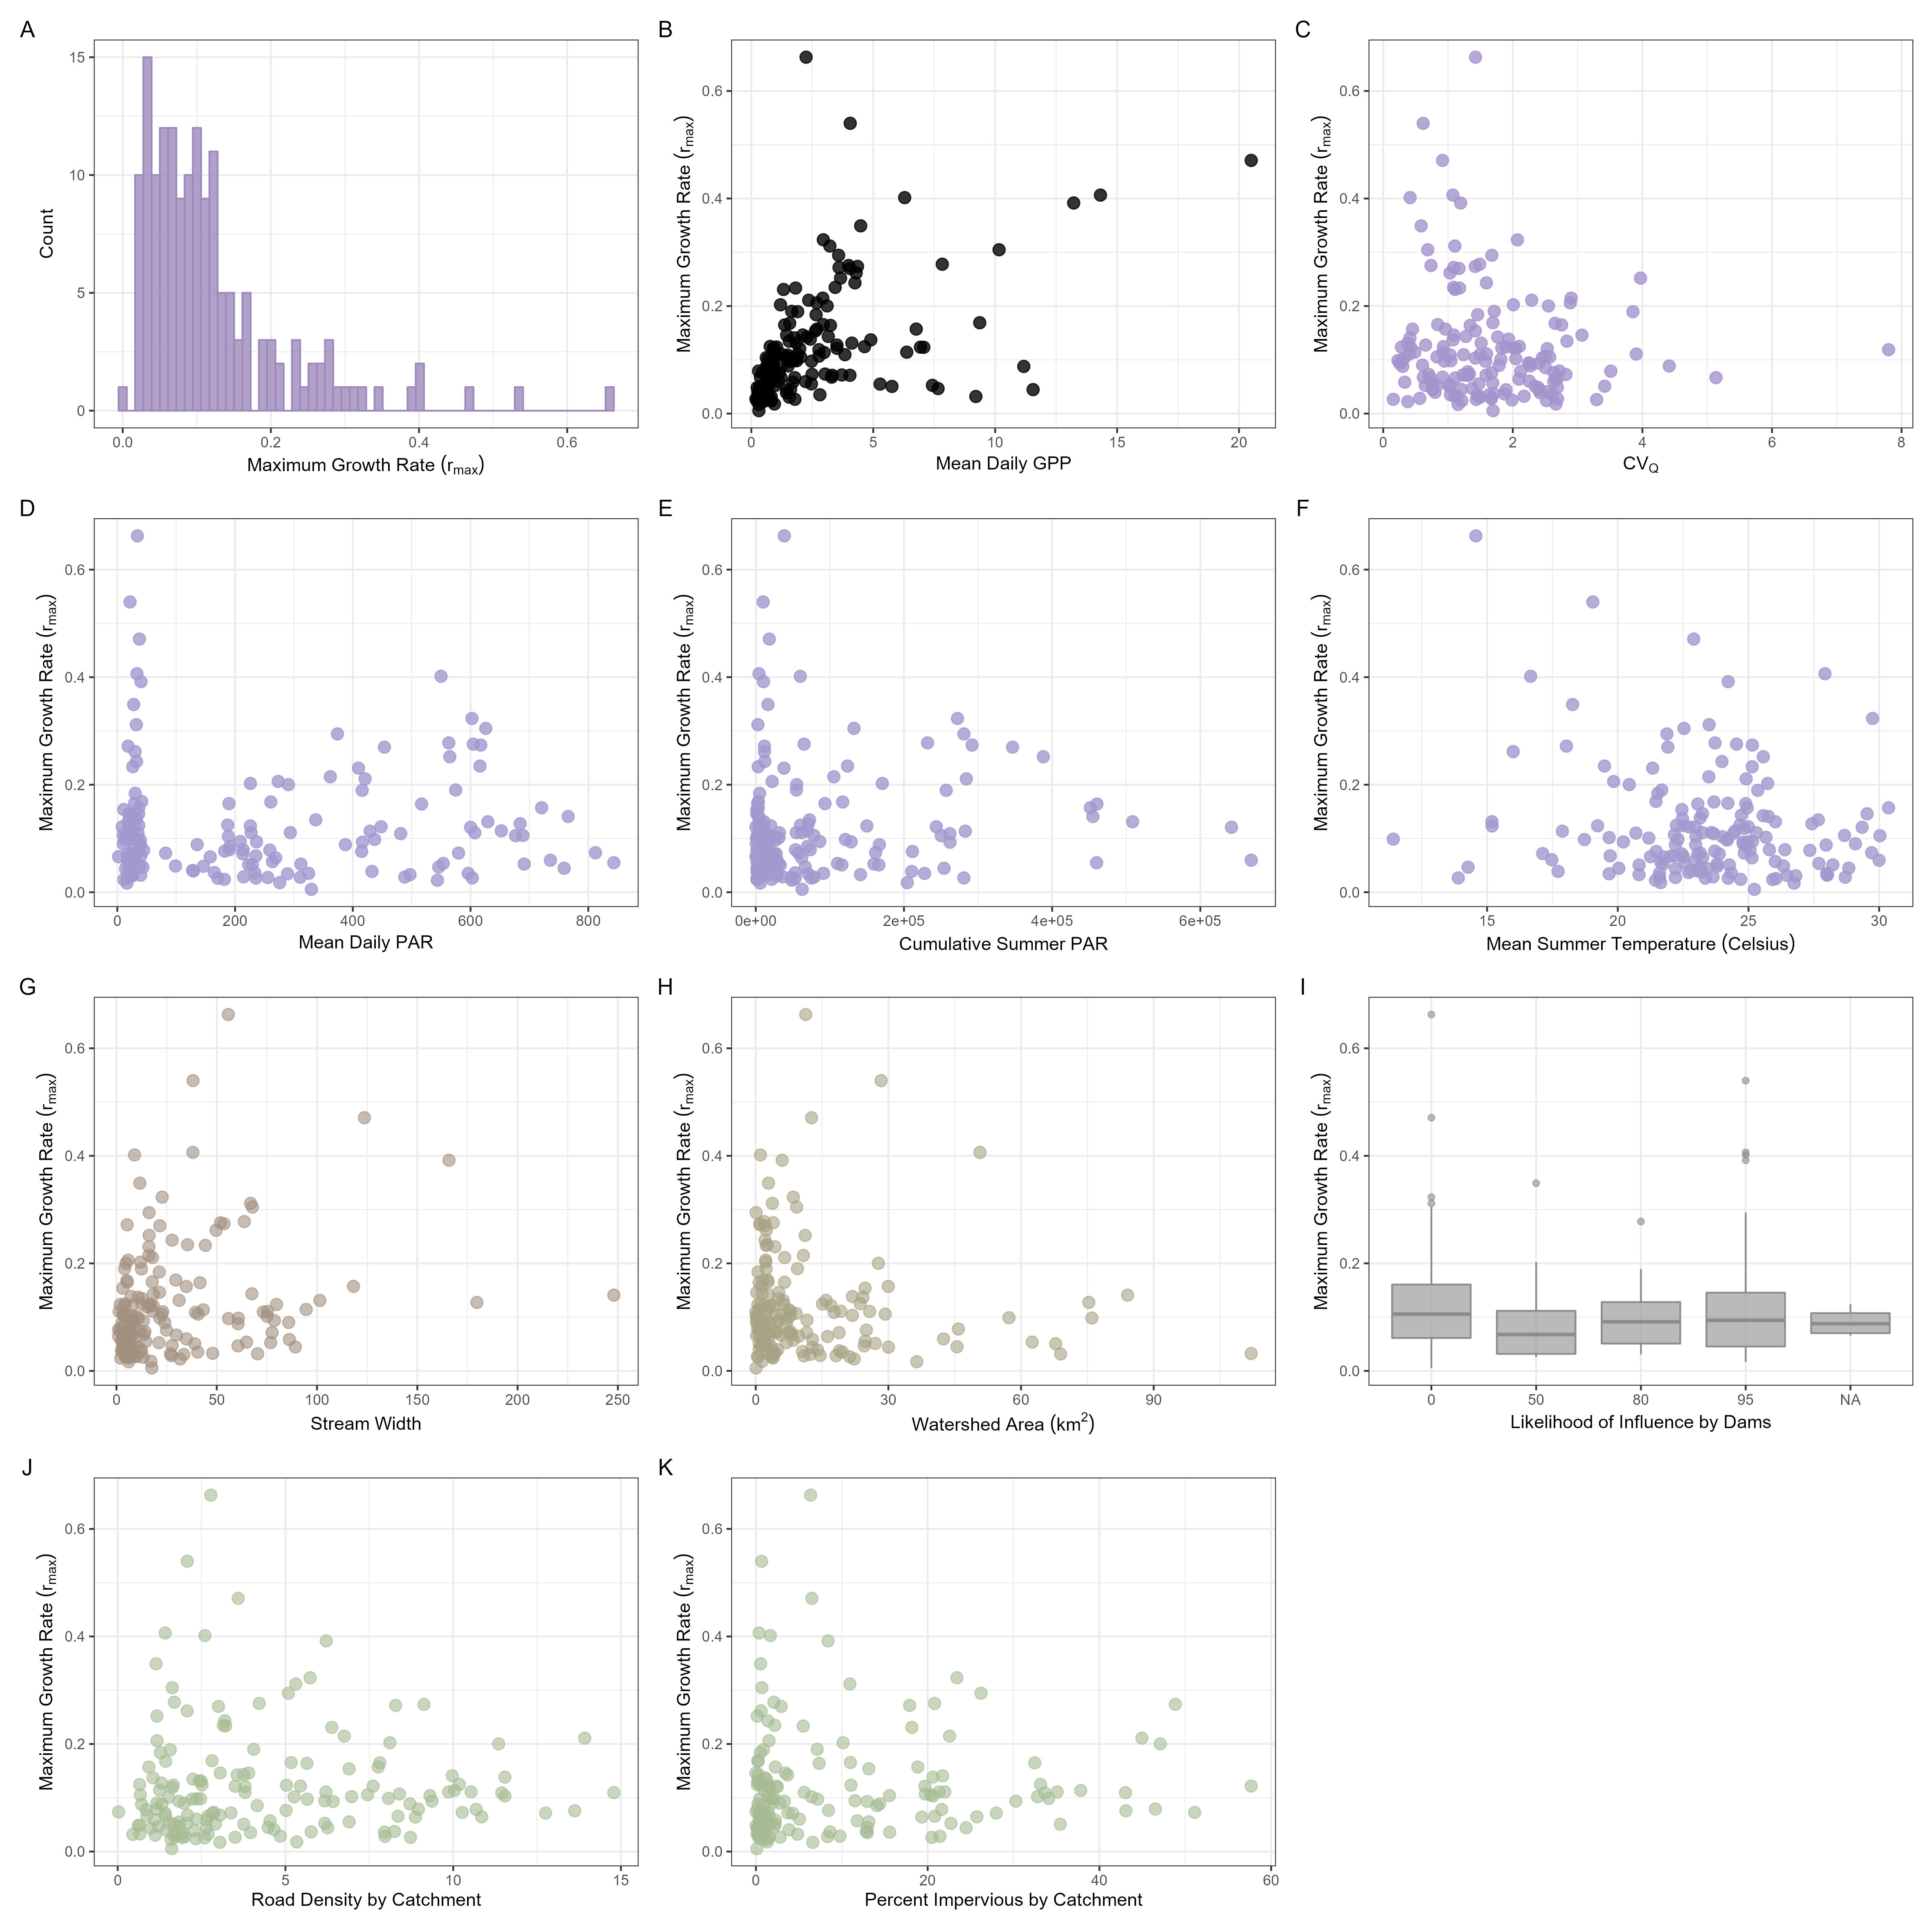 A
B
C
15
10
5
0
Count
0.0 0.2 0.4 0.6
Maximum Growth Rate (rmax)
0.6
0.4
0.2
0.0
Maximum Growth Rate (rmax)
0 5 10 15 20
Mean Daily GPP
0.6
0.4
0.2
0.0
Maximum Growth Rate (rmax)
0 2 4 6 8
CVQ
D
E
F
0.6
0.4
0.2
0.0
Maximum Growth Rate (rmax)
0 200 400 600 800
Mean Daily PAR
0.6
0.4
0.2
0.0
Maximum Growth Rate (rmax)
0e+00 2e+05 4e+05 6e+05
Cumulative Summer PAR
0.6
0.4
0.2
0.0
Maximum Growth Rate (rmax)
15 20 25 30
Mean Summer Temperature (Celsius)
G
H
I
0.6
0.4
0.2
0.0
Maximum Growth Rate (rmax)
0 50 100 150 200 250
Stream Width
0.6
0.4
0.2
0.0
Maximum Growth Rate (rmax)
0 30 60 90
Watershed Area (km2)
0.6
0.4
0.2
0.0
Maximum Growth Rate (rmax)
0 50 80 95 NA
Likelihood of Influence by Dams
J
K
0.6
0.4
0.2
0.0
Maximum Growth Rate (rmax)
0 5 10 15
Road Density by Catchment
0.6
0.4
0.2
0.0
Maximum Growth Rate (rmax)
0 20 40 60
Percent Impervious by Catchment